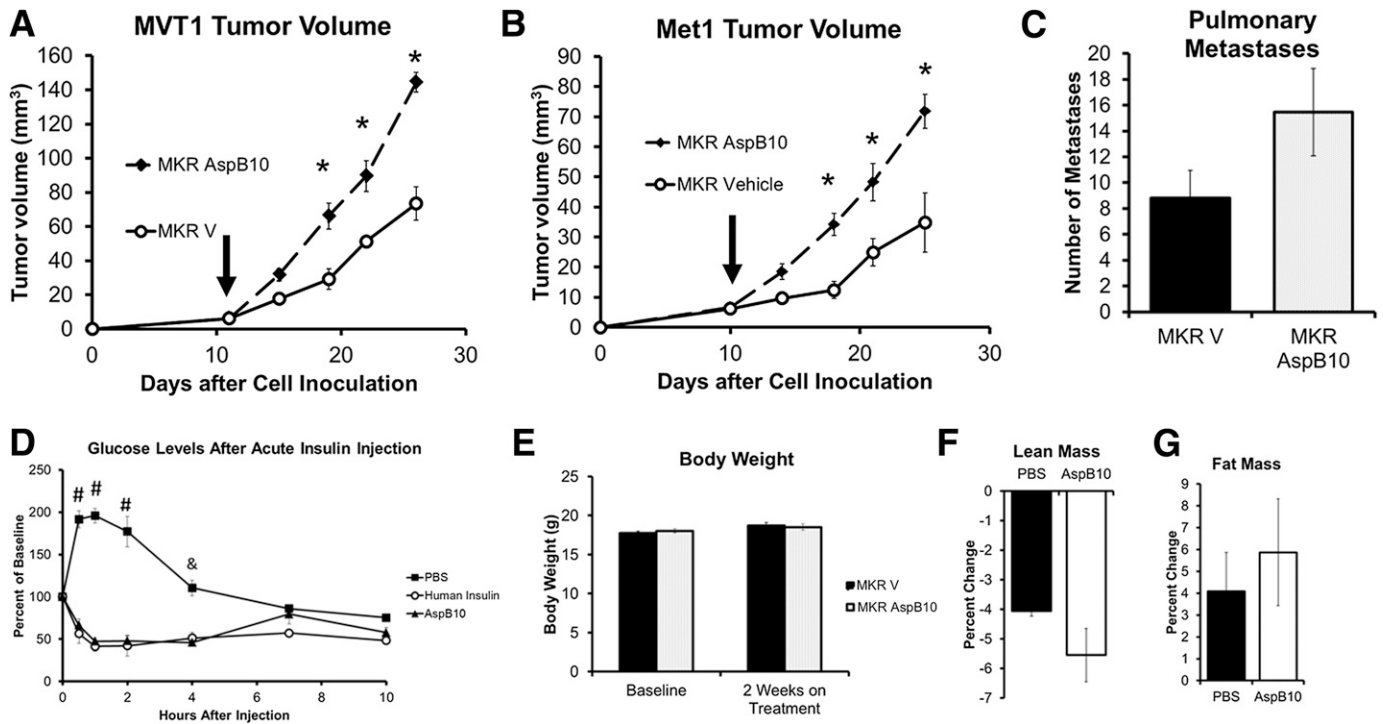 A
MVT1 Tumor Volume
Tumor volume (mm³)
160
140
120
100
80
60
40
20
0
MKR AspB10
MKR V
*
*
*
0
10
20
30
Days after Cell Inoculation
B
Met1 Tumor Volume
Tumor volume (mm³)
90
80
70
60
50
40
30
20
10
0
MKR AspB10
MKR Vehicle
*
*
*
0
10
20
30
Days after Cell Inoculation
C
Pulmonary
Metastases
Number of Metastases
20
18
16
14
12
10
8
6
4
2
0
MKR V
MKR
AspB10
D
Glucose Levels After Acute Insulin Injection
Percent of Baseline
250
200
150
100
50
0
# # #
&
PBS
Human Insulin
AspB10
0
2
4
6
8
10
Hours After Injection
E
Body Weight
Body Weight (g)
25
20
15
10
5
0
MKR V
MKR AspB10
Baseline
2 Weeks on
Treatment
F
Lean Mass
PBS
AspB10
Percent Change
0
-1
-2
-3
-4
-5
-6
-7
G
Fat Mass
Percent Change
9
8
7
6
5
4
3
2
1
0
PBS
AspB10